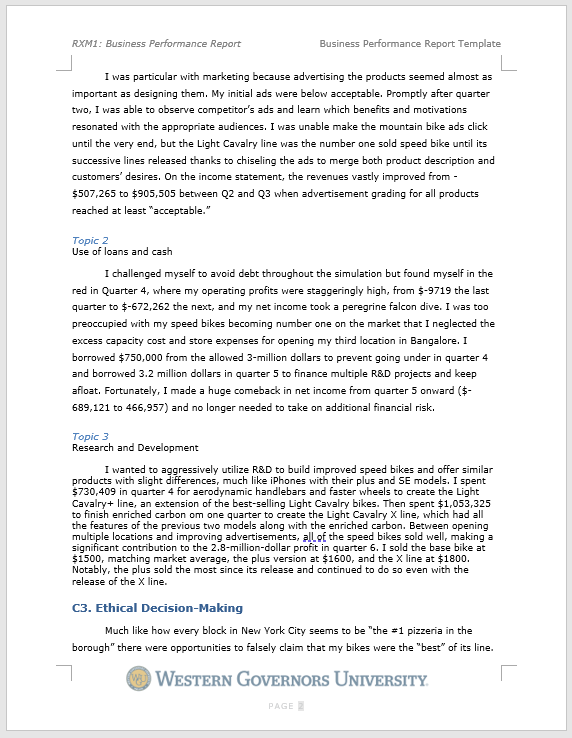 RXM1: Business Performance Report Business Performance Report Template
I was particular with marketing because advertising the products seemed almost as
important as designing them. My initial ads were below acceptable. Promptly after quarter
two, I was able to observe competitor's ads and learn which benefits and motivations
resonated with the appropriate audiences. I was unable make the mountain bike ads click
until the very end, but the Light Cavalry line was the number one sold speed bike until its
successive lines released thanks to chiseling the ads to merge both product description and
customers' desires. On the income statement, the revenues vastly improved from -
$507,265 to $905,505 between Q2 and Q3 when advertisement grading for all products
reached at least "acceptable."
Topic 2
Use of loans and cash
I challenged myself to avoid debt throughout the simulation but found myself in the
red in Quarter 4, where my operating profits were staggeringly high, from $-9719 the last
quarter to $-672,262 the next, and my net income took a peregrine falcon dive. I was too
preoccupied with my speed bikes becoming number one on the market that I neglected the
excess capacity cost and store expenses for opening my third location in Bangalore. I
borrowed $750,000 from the allowed 3-million dollars to prevent going under in quarter 4
and borrowed 3.2 million dollars in quarter 5 to finance multiple R&D projects and keep
afloat. Fortunately, I made a huge comeback in net income from quarter 5 onward ($-
689,121 to 466,957) and no longer needed to take on additional financial risk.
Topic 3
Research and Development
I wanted to aggressively utilize R&D to build improved speed bikes and offer similar
products with slight differences, much like iPhones with their plus and SE models. I spent
$730,409 in quarter 4 for aerodynamic handlebars and faster wheels to create the Light
Cavalry+ line, an extension of the best-selling Light Cavalry bikes. Then spent $1,053,325
to finish enriched carbon om one quarter to create the Light Cavalry X line, which had all
the features of the previous two models along with the enriched carbon. Between opening
multiple locations and improving advertisements, all of the speed bikes sold well, making a
significant contribution to the 2.8-million-dollar profit in quarter 6. I sold the base bike at
$1500, matching market average, the plus version at $1600, and the X line at $1800.
Notably, the plus sold the most since its release and continued to do so even with the
release of the X line.
C3. Ethical Decision-Making
Much like how every block in New York City seems to be "the #1 pizzeria in the
borough" there were opportunities to falsely claim that my bikes were the "best" of its line.
WESTERN GOVERNORS UNIVERSITY
PAGE 2